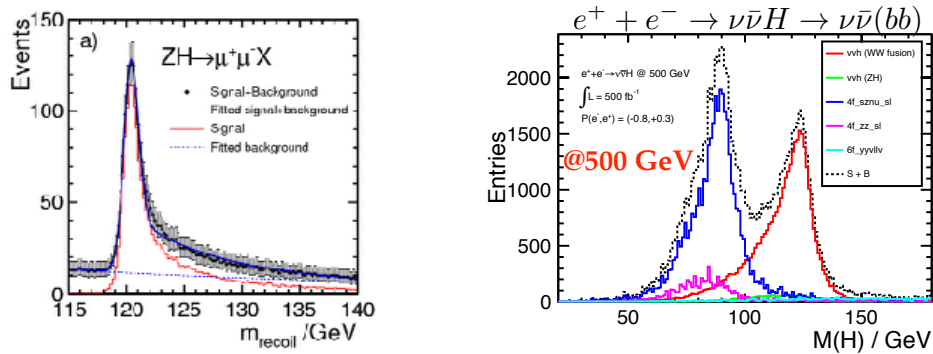 150
100
50
0
Events
a)
ZH→μ⁺μ⁻X
Signal+Background
Fitted signal+background
Signal
Fitted background
115 120 125 130 135 140
m_recoil /GeV
e⁺ + e⁻ → νν̄H → νν̄(bb)
2000
1500
1000
500
0
Entries
e⁺+e⁻→νν̄H @ 500 GeV
∫L = 500 fb⁻¹
P(e⁻,e⁺) = (-0.8,+0.3)
@500 GeV
vvh (WW fusion)
vvh (ZH)
4f_sznu_sl
4f_zz_sl
6f_yyvllv
S + B
50 100 150
M(H) / GeV